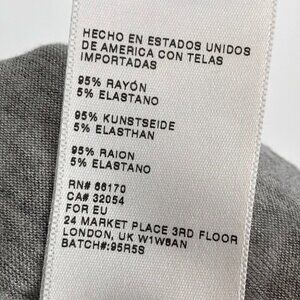 HECHO EN ESTADOS UNIDOS
DE AMERICA CON TELAS
IMPORTADAS
95% RAYÓN
5% ELASTANO
95% KUNSTSEIDE
5% ELASTHAN
95% RAION
5% ELASTANO
RN# 66170
CA# 32054
FOR EU
24 MARKET PLACE 3RD FLOOR
LONDON, UK W1W8AN
BATCH#:95R5S